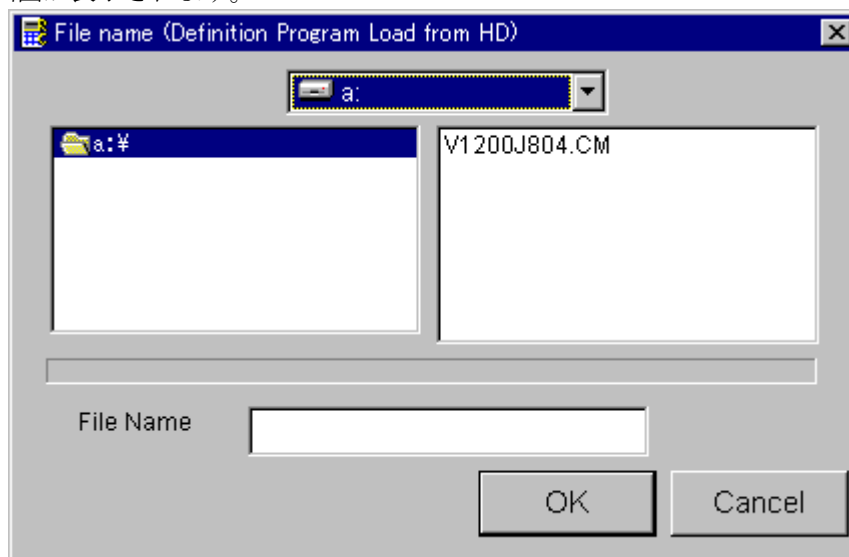 File name (Definition Program Load from HD)
a:
a:¥
V1200J804.CM
File Name
OK
Cancel